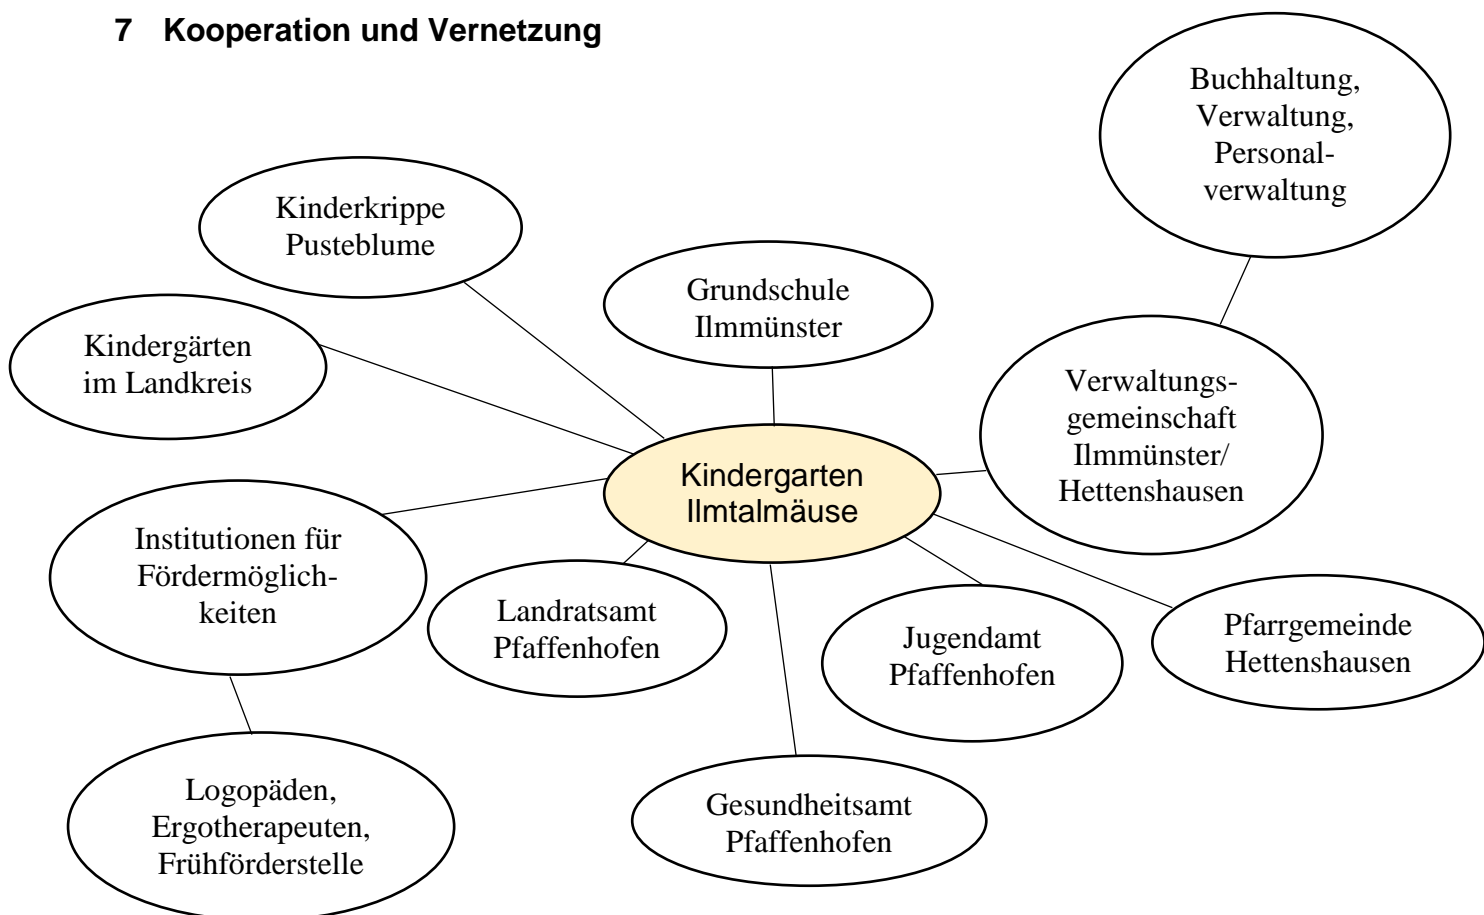 7 Kooperation und Vernetzung
Buchhaltung,
Verwaltung,
Personal-
verwaltung
Kinderkrippe
Pusteblume
Grundschule
Ilmmünster
Kindergärten
im Landkreis
Verwaltungs-
gemeinschaft
Ilmmünster/
Hettenshausen
Kindergarten
Ilmtalmäuse
Institutionen für
Fördermöglich-
keiten
Landratsamt
Pfaffenhofen
Jugendamt
Pfaffenhofen
Pfarrgemeinde
Hettenshausen
Logopäden,
Ergotherapeuten,
Frühförderstelle
Gesundheitsamt
Pfaffenhofen